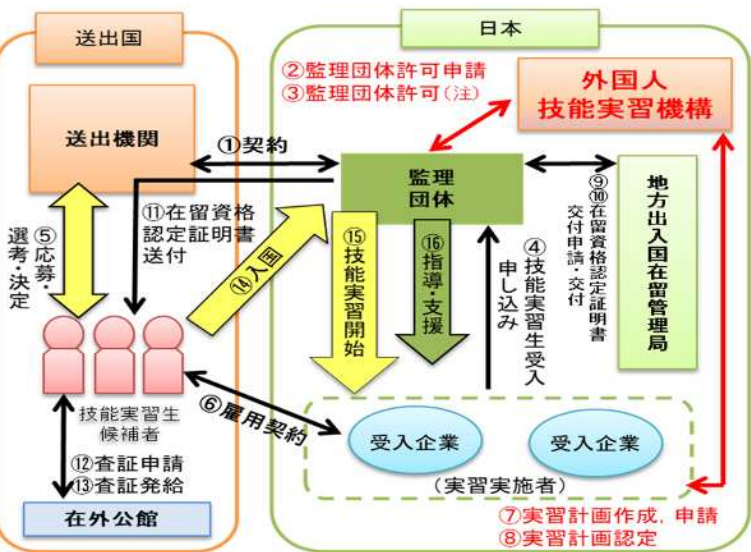 送出国
日本
②監理団体許可申請
③監理団体許可(注)
外国人
技能実習機構
送出機関
①契約
監理
団体
地方出入国在留管理局
⑨⑩在留資格認定証明書
交付申請・交付
⑪在留資格
認定証明書
送付
⑤応募・
選考・決定
⑭入国
⑮技能実習開始
⑯指導・支援
④技能実習生受入
申し込み
技能実習生
候補者
⑥雇用契約
受入企業
受入企業
(実習実施者)
⑫査証申請
⑬査証発給
在外公館
⑦実習計画作成，申請
⑧実習計画認定